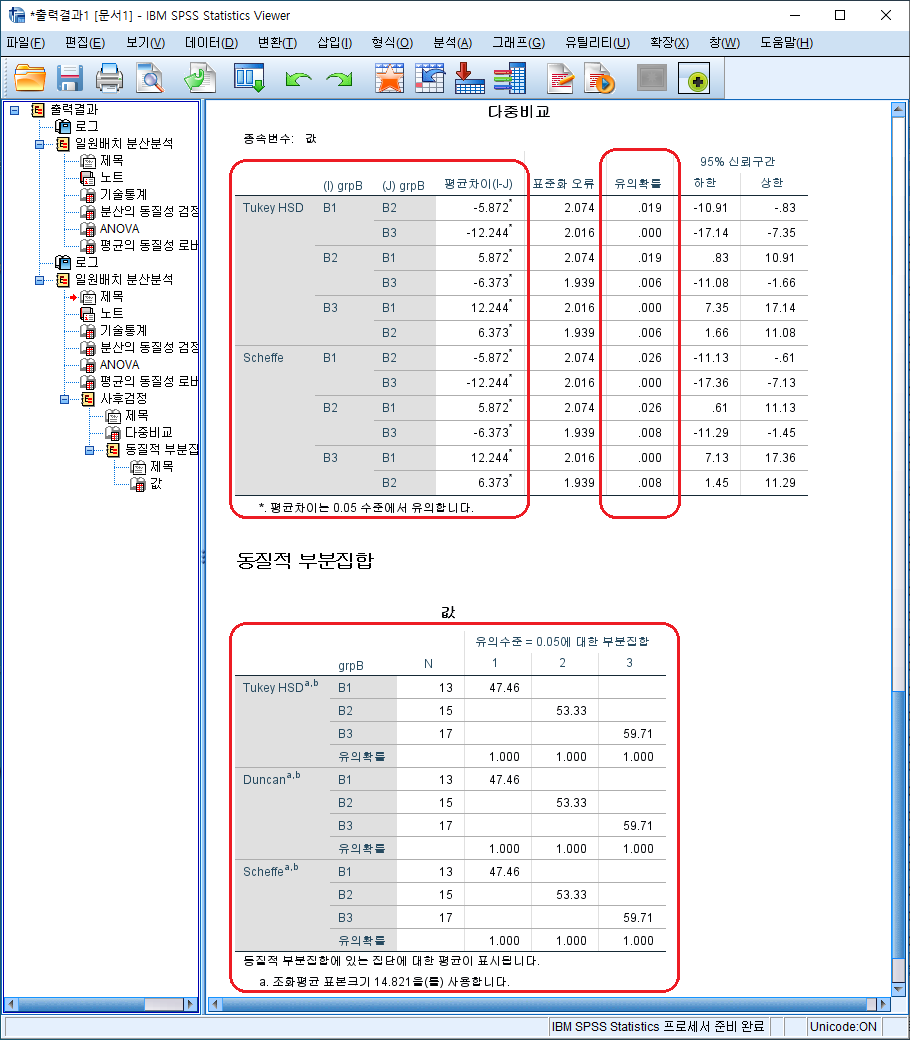 *출력결과1 [문서1] - IBM SPSS Statistics Viewer
파일(F) 편집(E) 보기(V) 데이터(D) 변환(T) 삽입(I) 형식(O) 분석(A) 그래프(G) 유틸리티(U) 확장(X) 창(W) 도움말(H)
출력결과
로그
일원배치 분산분석
제목
노트
기술통계
분산의 동질성 검정
ANOVA
평균의 동질성 로버
로그
일원배치 분산분석
제목
노트
기술통계
분산의 동질성 검정
ANOVA
평균의 동질성 로버
사후검정
제목
다중비교
동질적 부분집
제목
값
다중비교
종속변수: 값
95% 신뢰구간
(I) grpB (J) grpB 평균차이(I-J) 표준화 오류 유의확률 하한 상한
Tukey HSD B1 B2 -5.872* 2.074 .019 -10.91 -.83
B3 -12.244* 2.016 .000 -17.14 -7.35
B2 B1 5.872* 2.074 .019 .83 10.91
B3 -6.373* 1.939 .006 -11.08 -1.66
B3 B1 12.244* 2.016 .000 7.35 17.14
B2 6.373* 1.939 .006 1.66 11.08
Scheffe B1 B2 -5.872* 2.074 .026 -11.13 -.61
B3 -12.244* 2.016 .000 -17.36 -7.13
B2 B1 5.872* 2.074 .026 .61 11.13
B3 -6.373* 1.939 .008 -11.29 -1.45
B3 B1 12.244* 2.016 .000 7.13 17.36
B2 6.373* 1.939 .008 1.45 11.29
*. 평균차이는 0.05 수준에서 유의합니다.
동질적 부분집합
값
유의수준 = 0.05에 대한 부분집합
grpB N 1 2 3
Tukey HSDa,b B1 13 47.46
B2 15 53.33
B3 17 59.71
유의확률 1.000 1.000 1.000
Duncana,b B1 13 47.46
B2 15 53.33
B3 17 59.71
유의확률 1.000 1.000 1.000
Scheffea,b B1 13 47.46
B2 15 53.33
B3 17 59.71
유의확률 1.000 1.000 1.000
동질적 부분집합에 있는 집단에 대한 평균이 표시됩니다.
a. 조화평균 표본크기 14.821을(를) 사용합니다.
IBM SPSS Statistics 프로세서 준비 완료 Unicode:ON